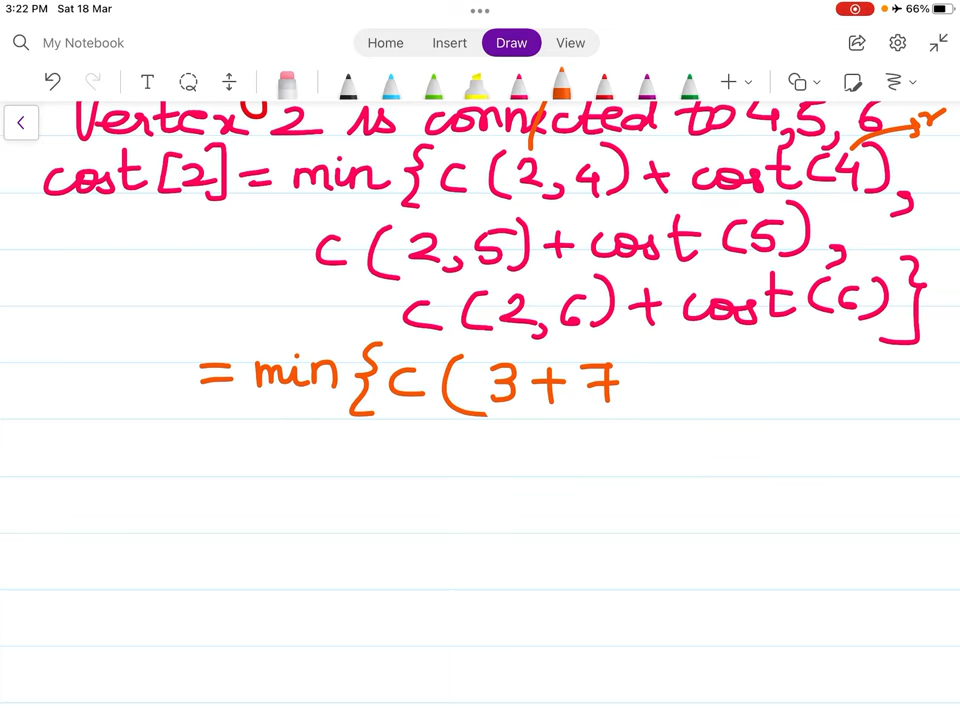 3:22 PM Sat 18 Mar
66%
My Notebook
Home Insert Draw View
Vertex 2 is connected to 4, 5, 6
cost [2] = min { c (2,4) + cost (4),
c (2,5) + cost (5),
c (2,6) + cost (6) }
= min { c ( 3 + 7